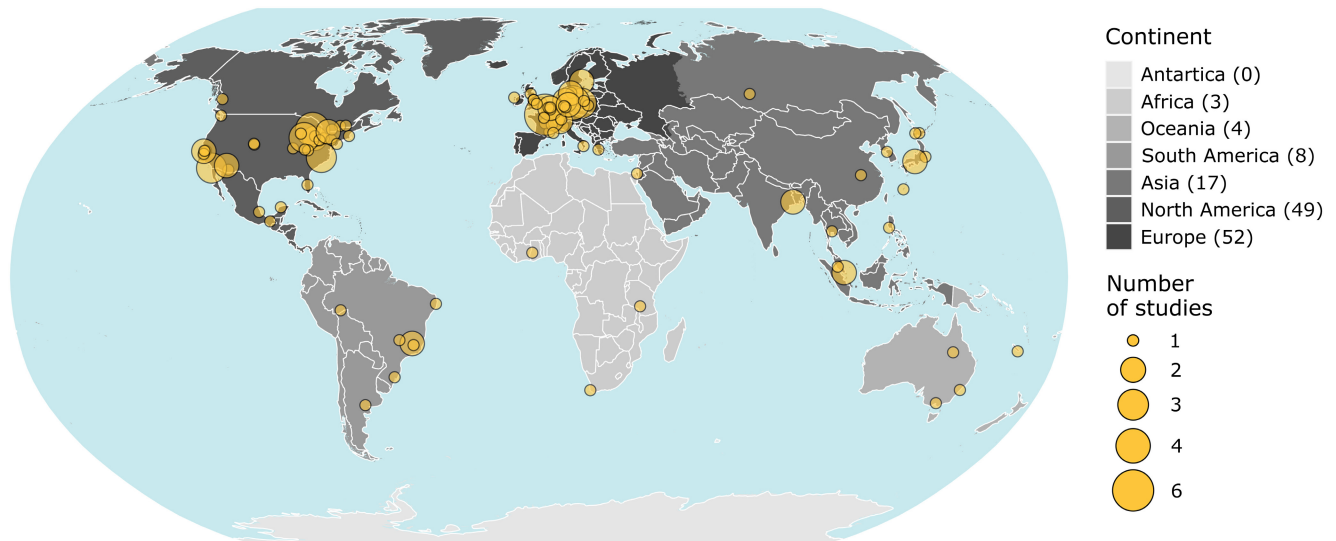 Continent
Antartica (0)
Africa (3)
Oceania (4)
South America (8)
Asia (17)
North America (49)
Europe (52)
Number
of studies
1
2
3
4
6